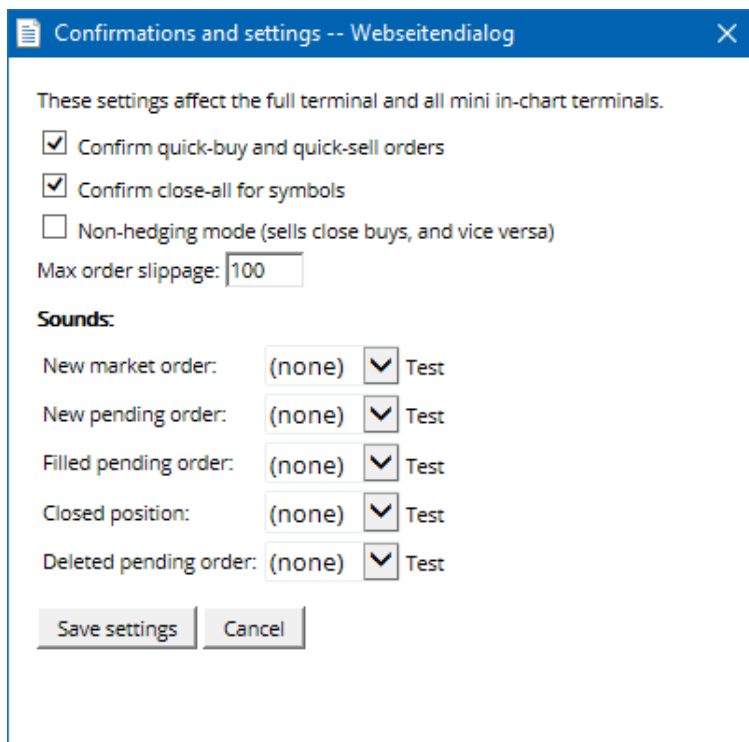 Confirmations and settings -- Webseitendialog
These settings affect the full terminal and all mini in-chart terminals.
Confirm quick-buy and quick-sell orders
Confirm close-all for symbols
Non-hedging mode (sells close buys, and vice versa)
Max order slippage: 100
Sounds:
New market order: (none) Test
New pending order: (none) Test
Filled pending order: (none) Test
Closed position: (none) Test
Deleted pending order: (none) Test
Save settings Cancel